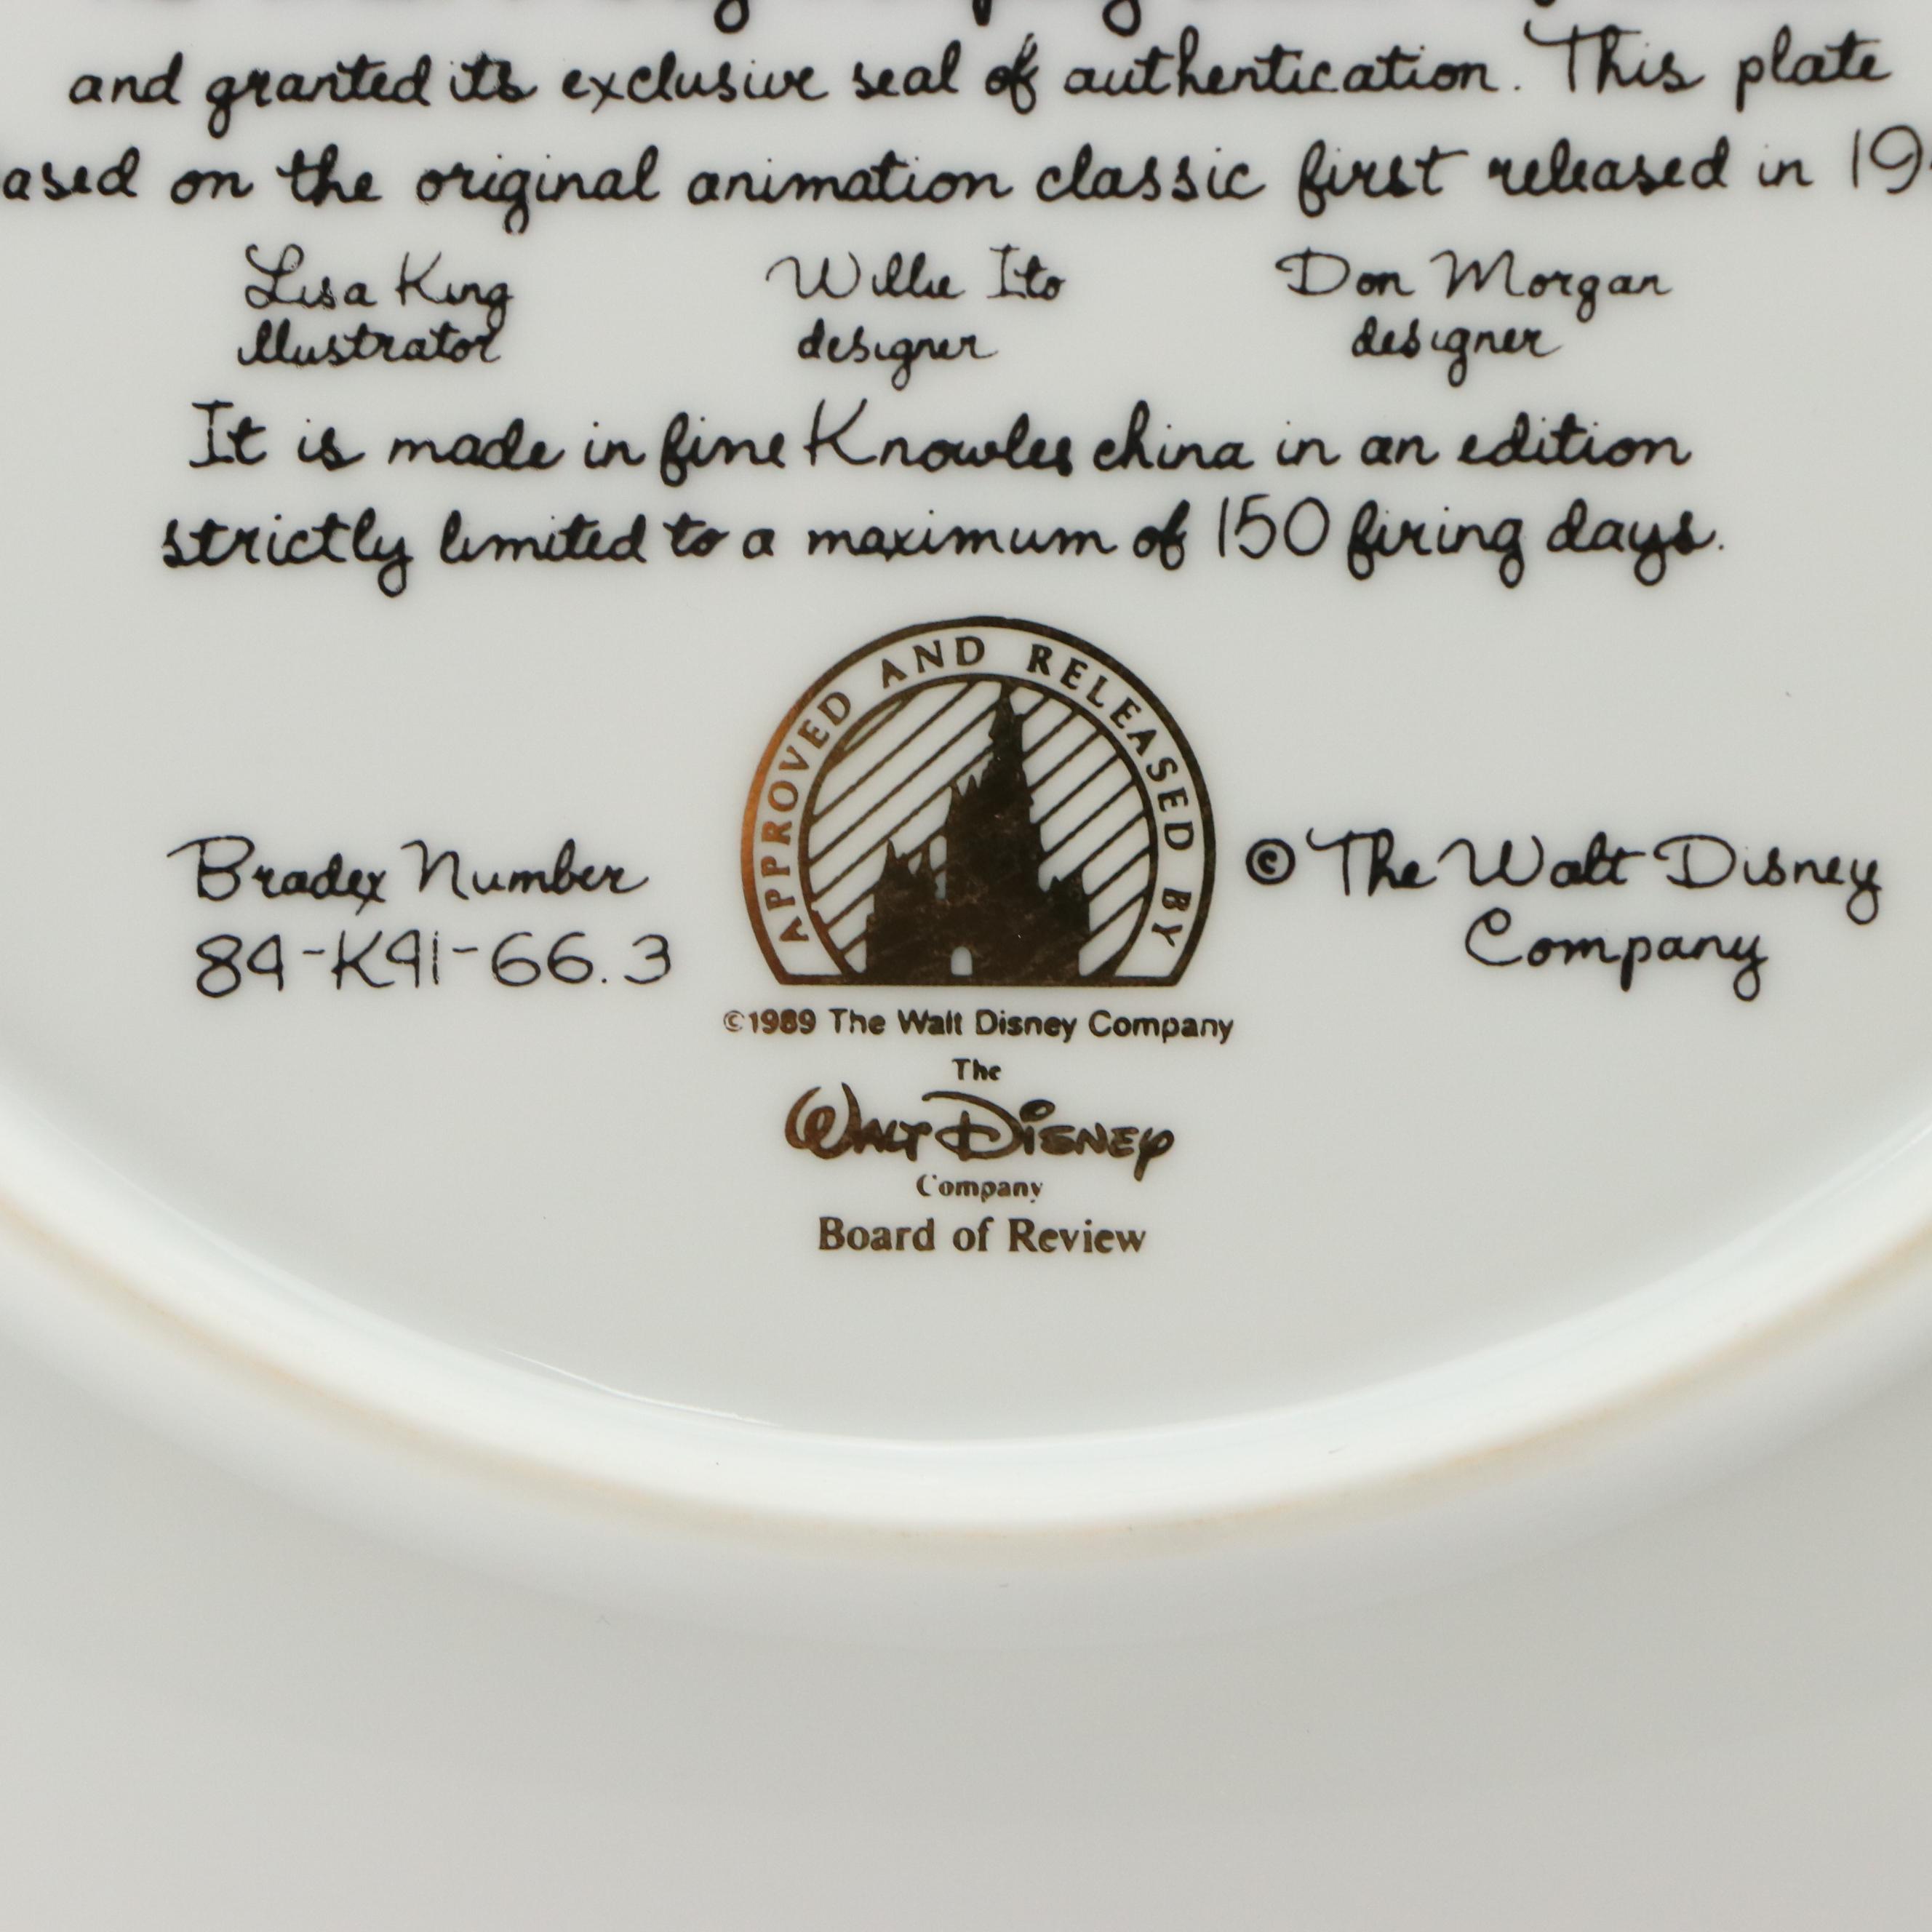 and granted its exclusive seal of authentication. This plate
ased on the original animation classic first released in 19
Lisa King Willie Ito Don Morgan
illustrator designer designer
It is made in fine Knowles china in an edition
strictly limited to a maximum of 150 firing days.
APPROVED AND RELEASED BY
Bradex Number © The Walt Disney
84-K41-66.3 Company
©1989 The Walt Disney Company
The
Walt Disney
Company
Board of Review